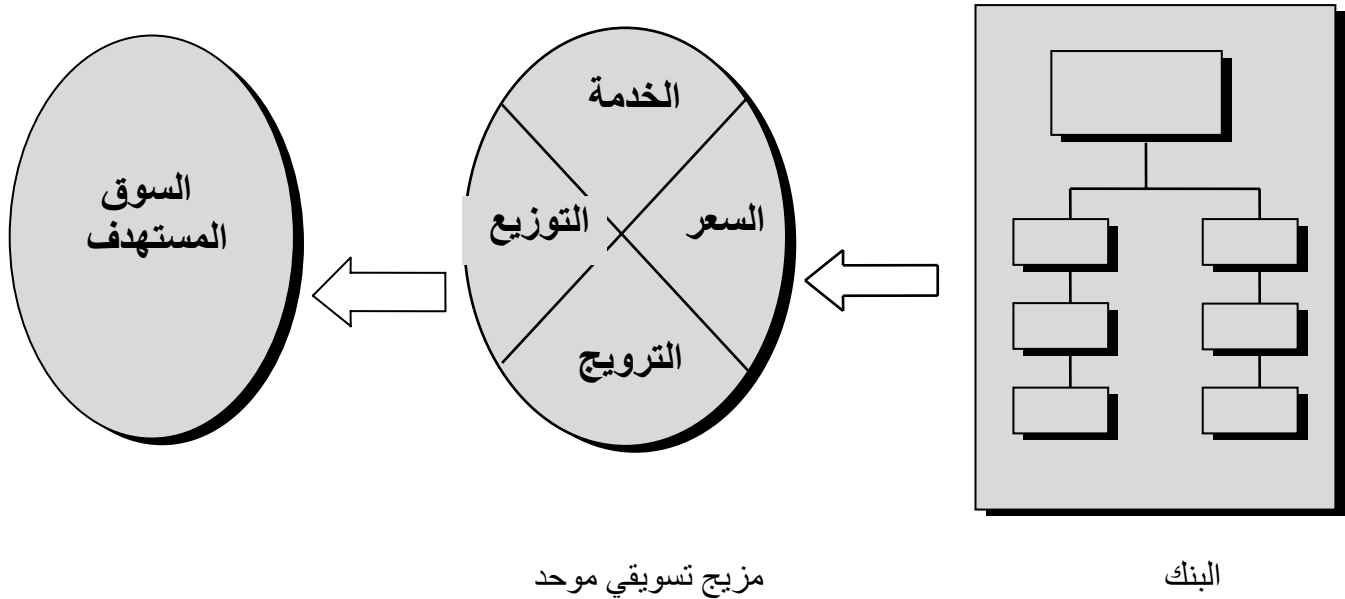 الخدمة
السعر
التوزيع
الترويج
السوق
المستهدف
البنك
مزيج تسويقي موحد